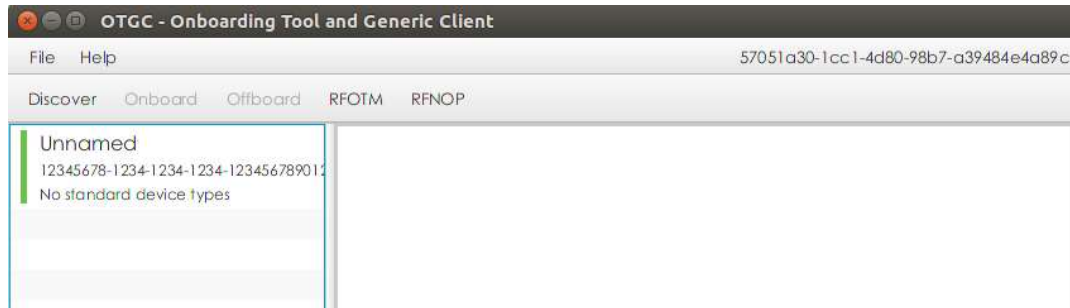 OTGC - Onboarding Tool and Generic Client
File Help 57051a30-1cc1-4d80-98b7-a39484e4a89c
Discover Onboard Offboard RFOTM RFNOP
Unnamed
12345678-1234-1234-1234-123456789012
No standard device types